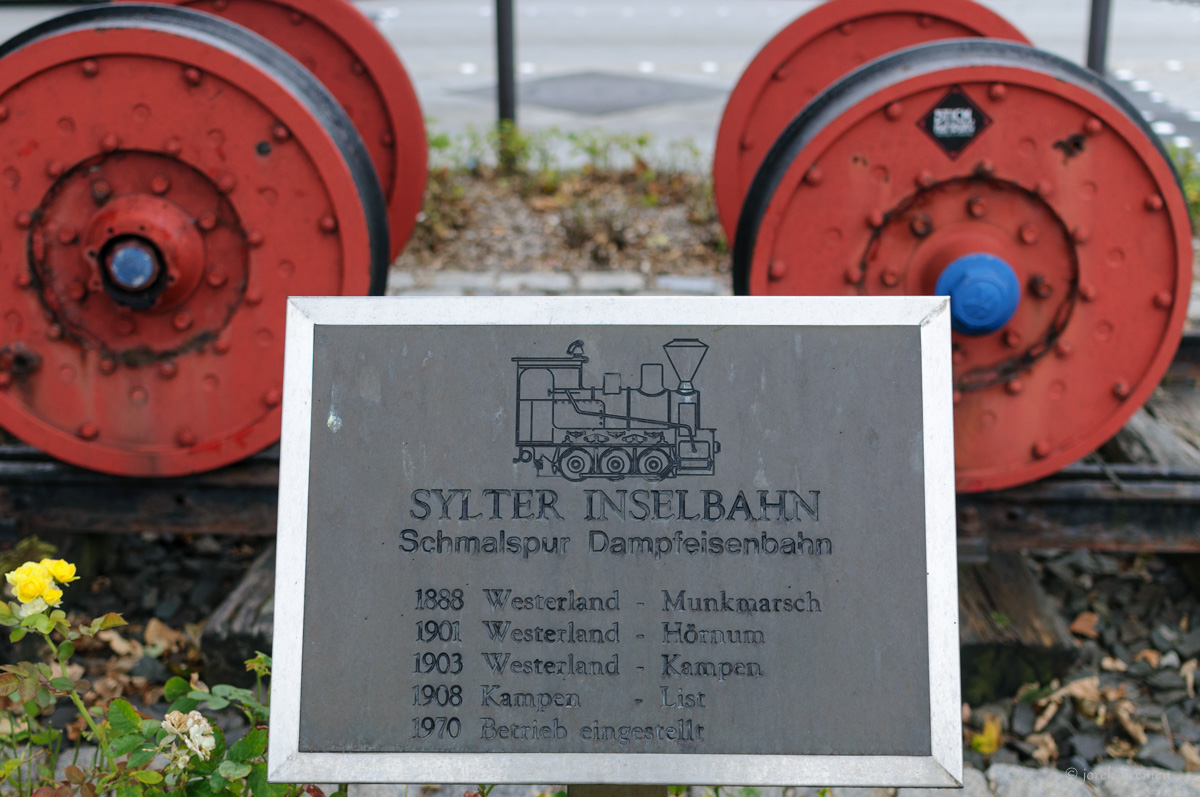 SYLTER INSELBAHN
Schmalspur Dampfeisenbahn
1888 Westerland - Munkmarsch
1901 Westerland - Hörnum
1903 Westerland - Kampen
1908 Kampen - List
1970 Betrieb eingestellt